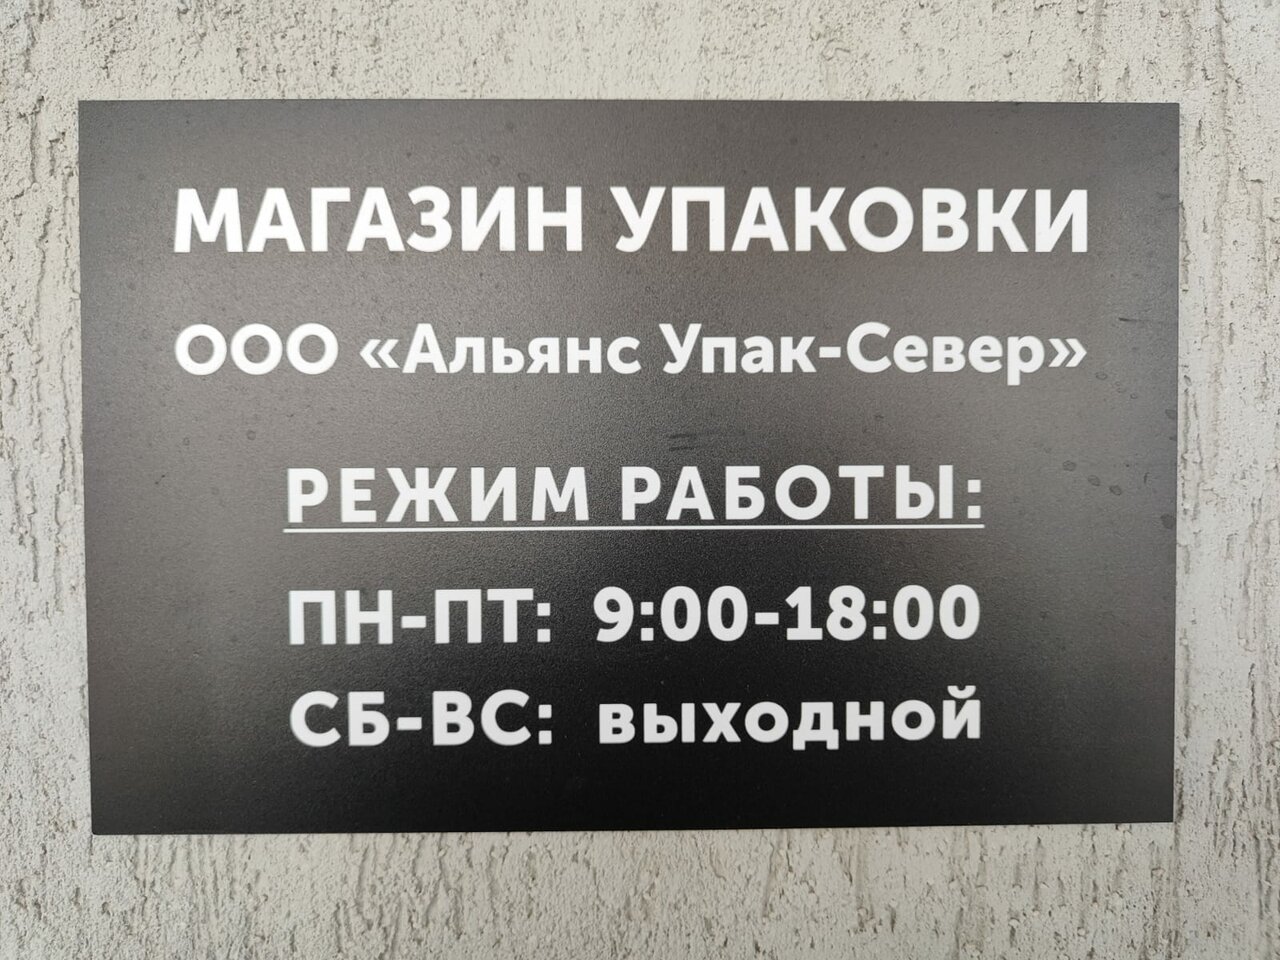 МАГАЗИН УПАКОВКИ
ООО «Альянс Упак-Север»
РЕЖИМ РАБОТЫ:
ПН-ПТ: 9:00-18:00
СБ-ВС: выходной